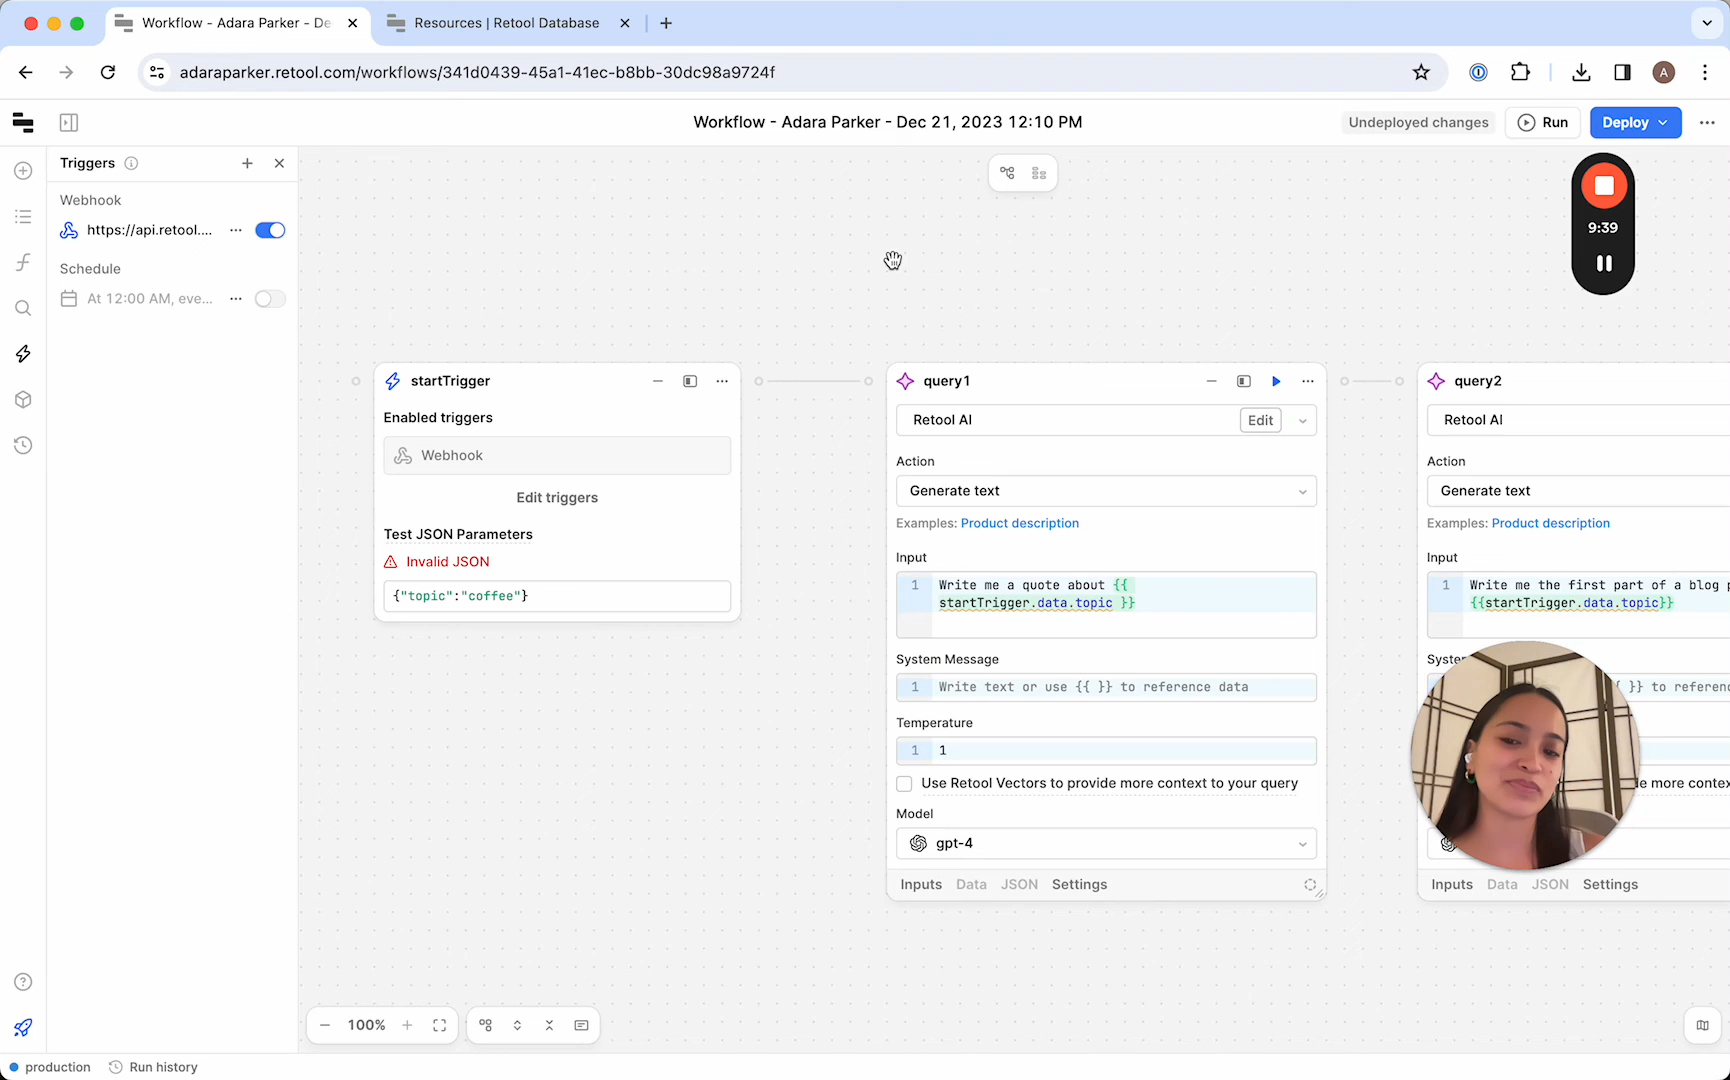 Workflow - Adara Parker - De
Resources | Retool Database
adaraparker.retool.com/workflows/341d0439-45a1-41ec-b8bb-30dc98a9724f
A
Workflow - Adara Parker - Dec 21, 2023 12:10 PM
Undeployed changes
Run
Deploy
Triggers
Webhook
https://api.retool....
Schedule
At 12:00 AM, eve...
9:39
startTrigger
Enabled triggers
Webhook
Edit triggers
Test JSON Parameters
Invalid JSON
{"topic":"coffee"}
query1
Retool AI
Edit
Action
Generate text
Examples: Product description
Input
1 Write me a quote about {{
startTrigger.data.topic }}
System Message
1 Write text or use {{ }} to reference data
Temperature
1 1
Use Retool Vectors to provide more context to your query
Model
gpt-4
Inputs Data JSON Settings
query2
Retool AI
Action
Generate text
Examples: Product description
Input
1 Write me the first part of a blog p
{{startTrigger.data.topic}}
Syste
}} to referenc
le more contex
Inputs Data JSON Settings
100%
production
Run history